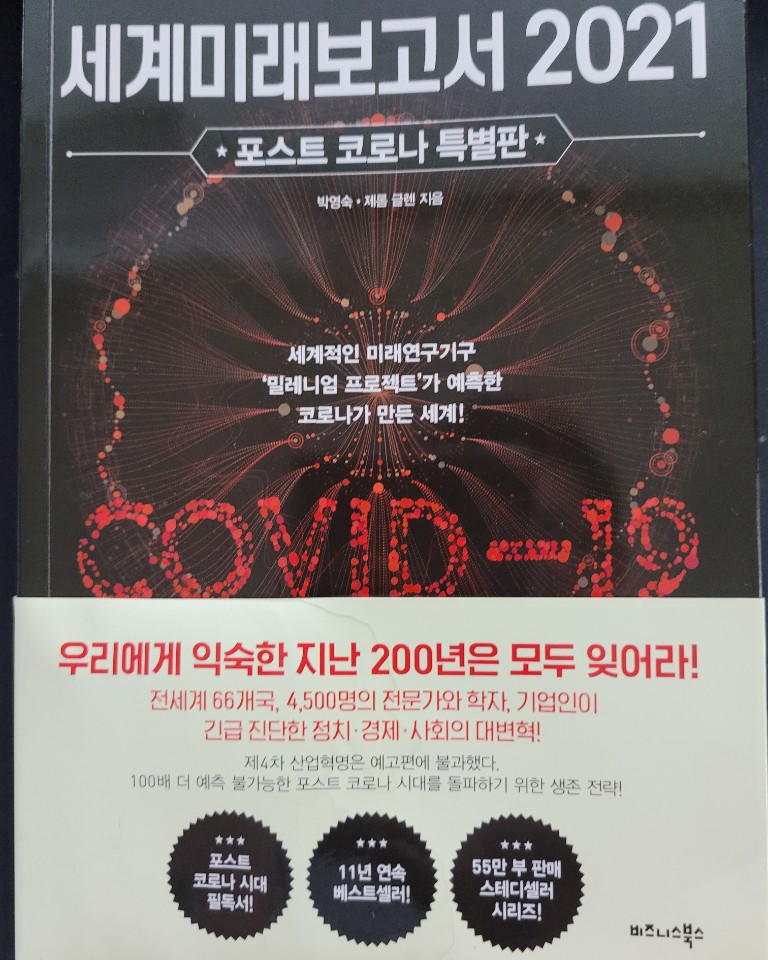 세계미래보고서 2021
★ 포스트 코로나 특별판 ★
박영숙 • 제롬 글렌 지음
세계적인 미래연구기구
‘밀레니엄 프로젝트’가 예측한
코로나가 만든 세계!
COVID-19
우리에게 익숙한 지난 200년은 모두 잊어라!
전세계 66개국, 4,500명의 전문가와 학자, 기업인이
긴급 진단한 정치·경제·사회의 대변혁!
제4차 산업혁명은 예고편에 불과했다.
100배 더 예측 불가능한 포스트 코로나 시대를 돌파하기 위한 생존 전략!
★★★
포스트
코로나 시대
필독서!
★★★
11년 연속
베스트셀러!
★★★
55만 부 판매
스테디셀러
시리즈!
비즈니스북스